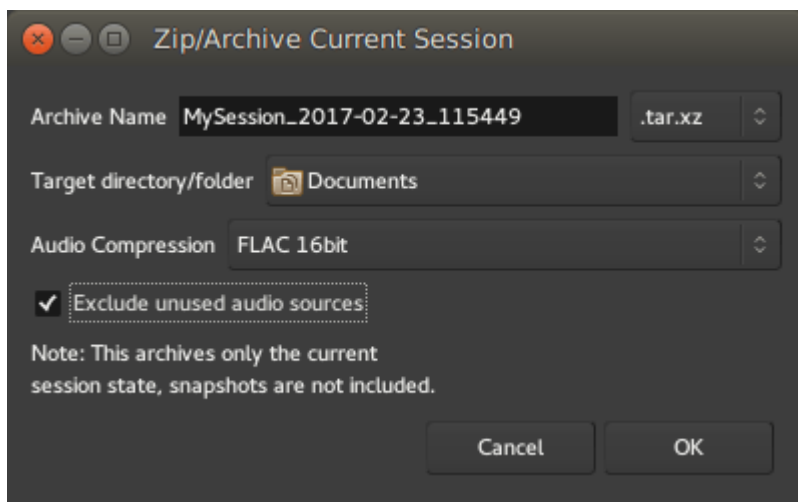 Zip/Archive Current Session
Archive Name MySession_2017-02-23_115449 .tar.xz
Target directory/folder Documents
Audio Compression FLAC 16bit
Exclude unused audio sources
Note: This archives only the current
session state, snapshots are not included.
Cancel OK